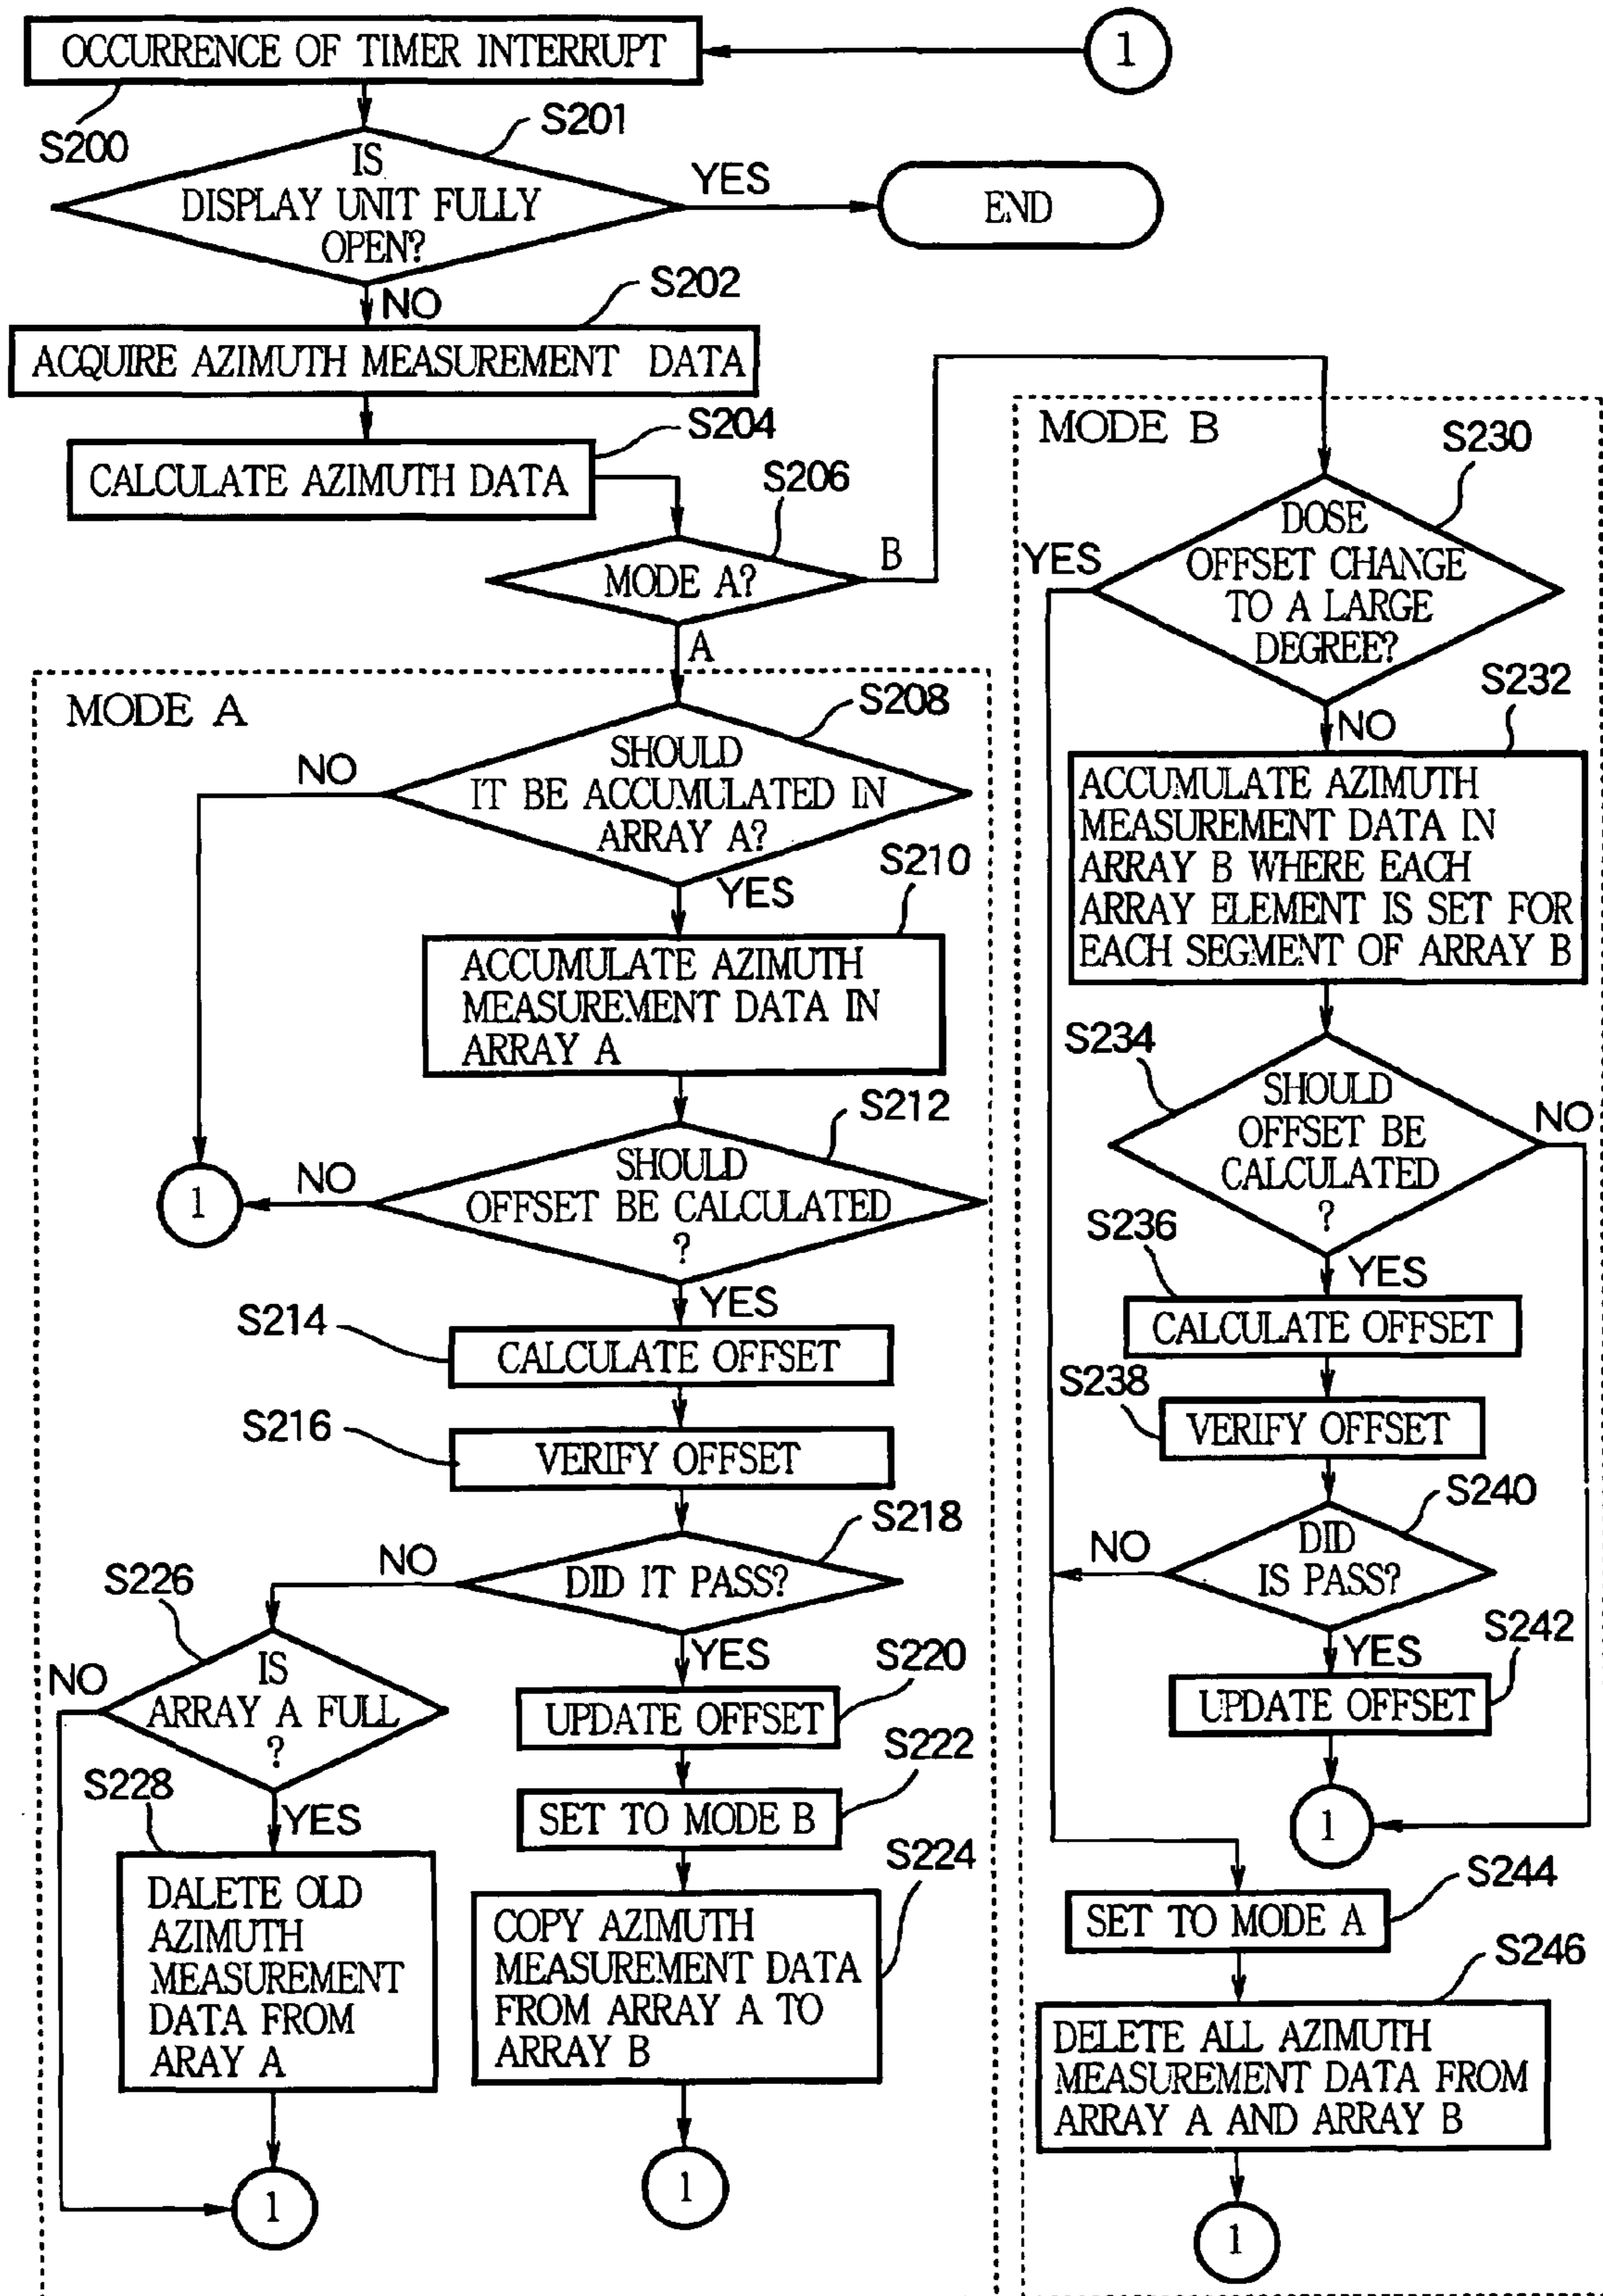 OCCURRENCE OF TIMER INTERRUPT
1
S200
S201
IS
DISPLAY UNIT FULLY
OPEN?
YES
END
NO
S202
ACQUIRE AZIMUTH MEASUREMENT DATA
S204
CALCULATE AZIMUTH DATA
S206
MODE A?
B
A
MODE A
S208
SHOULD
IT BE ACCUMULATED IN
ARRAY A?
NO
YES
S210
ACCUMULATE AZIMUTH
MEASUREMENT DATA IN
ARRAY A
S212
SHOULD
OFFSET BE CALCULATED
?
NO
1
YES
S214
CALCULATE OFFSET
S216
VERIFY OFFSET
S218
DID IT PASS?
NO
YES
S226
IS
ARRAY A FULL
?
NO
YES
S228
DALETE OLD
AZIMUTH
MEASUREMENT
DATA FROM
ARAY A
1
S220
UPDATE OFFSET
S222
SET TO MODE B
S224
COPY AZIMUTH
MEASUREMENT DATA
FROM ARRAY A TO
ARRAY B
1
MODE B
S230
DOSE
OFFSET CHANGE
TO A LARGE
DEGREE?
YES
NO
S232
ACCUMULATE AZIMUTH
MEASUREMENT DATA IN
ARRAY B WHERE EACH
ARRAY ELEMENT IS SET FOR
EACH SEGMENT OF ARRAY B
S234
SHOULD
OFFSET BE
CALCULATED
?
NO
YES
S236
CALCULATE OFFSET
S238
VERIFY OFFSET
S240
DID
IS PASS?
NO
YES
S242
UPDATE OFFSET
1
S244
SET TO MODE A
S246
DELETE ALL AZIMUTH
MEASUREMENT DATA FROM
ARRAY A AND ARRAY B
1